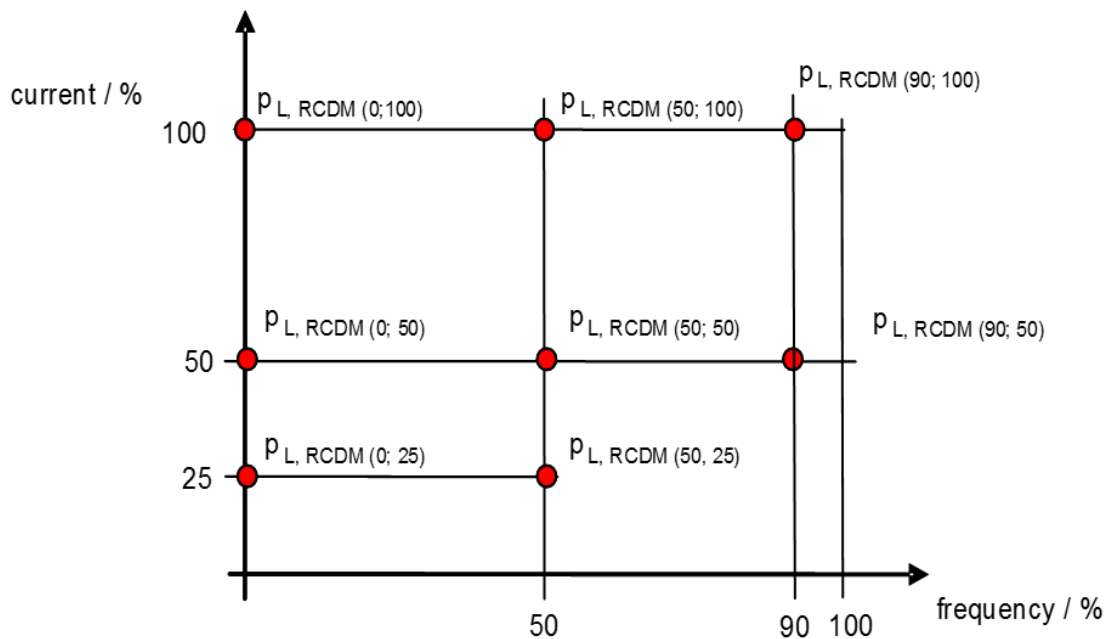 current / %
p L, RCDM (0;100)
p L, RCDM (50; 100)
p L, RCDM (90; 100)
100
p L, RCDM (0; 50)
p L, RCDM (50; 50)
p L, RCDM (90; 50)
50
p L, RCDM (0; 25)
p L, RCDM (50, 25)
25
50
90
100
frequency / %